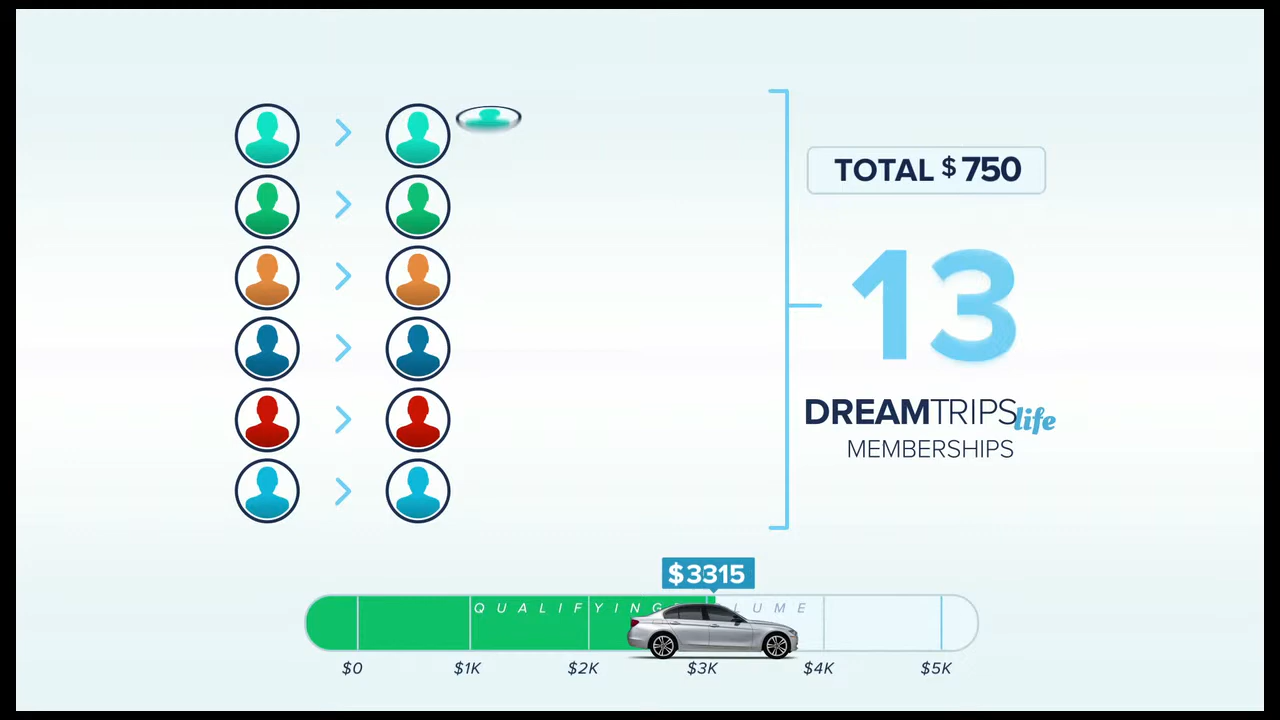 TOTAL $ 750
13
DREAMTRIPS life
MEMBERSHIPS
$3315
QUALIFYING
$0 $1K $2K $3K $4K $5K